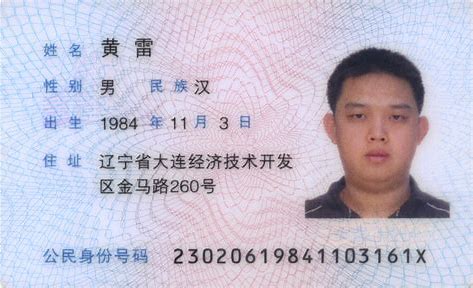 姓名 黄雷
性别 男 民族 汉
出生 1984 年 11 月 3 日
住址 辽宁省大连经济技术开发
区金马路260号
公民身份号码 23020619841103161X